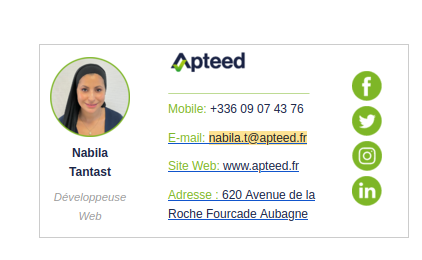 Apteed
Nabila
Tantast
Développeuse
Web
Mobile: +336 09 07 43 76
E-mail: nabila.t@apteed.fr
Site Web: www.apteed.fr
Adresse : 620 Avenue de la
Roche Fourcade Aubagne